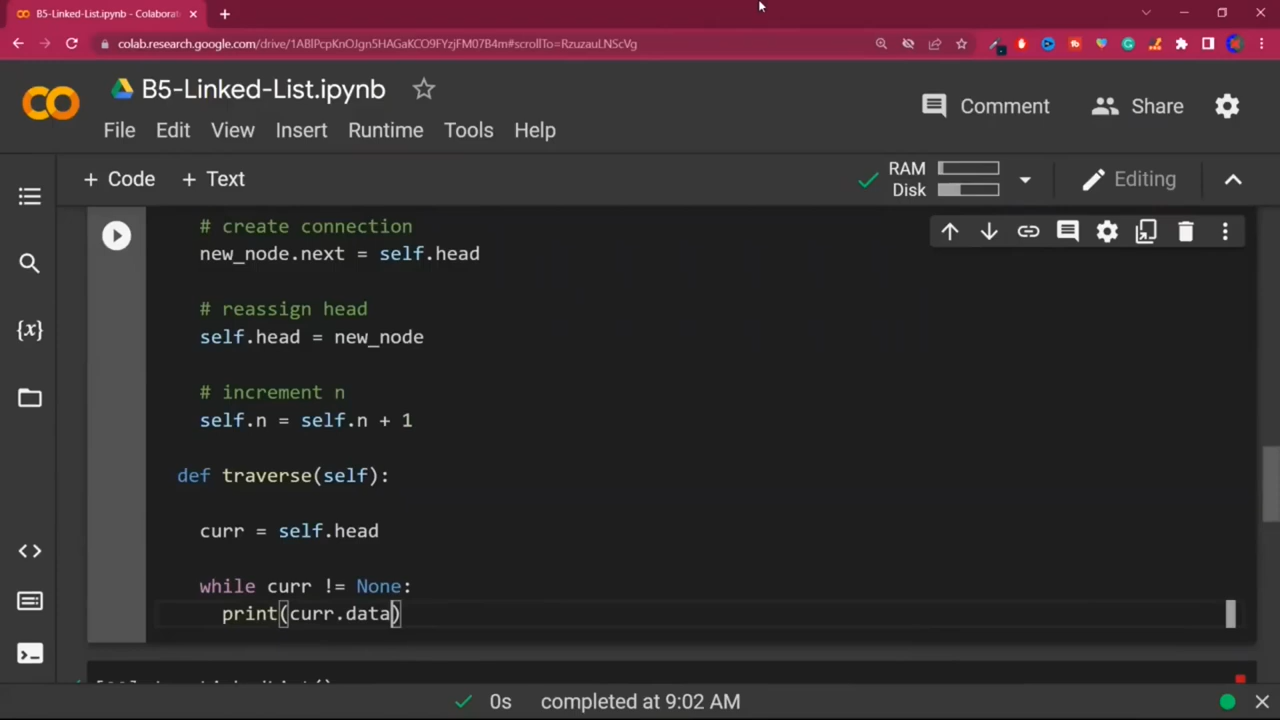 B5-Linked-List.ipynb - Colaborat
colab.research.google.com/drive/1ABlPcpKnOJgn5HAGaKCO9FYzjFM07B4m#scrollTo=RzuzauLNScVg
B5-Linked-List.ipynb
Comment
Share
File Edit View Insert Runtime Tools Help
+ Code + Text
RAM
Disk
Editing
# create connection
new_node.next = self.head
# reassign head
self.head = new_node
# increment n
self.n = self.n + 1
def traverse(self):
curr = self.head
while curr != None:
print(curr.data)
0s completed at 9:02 AM